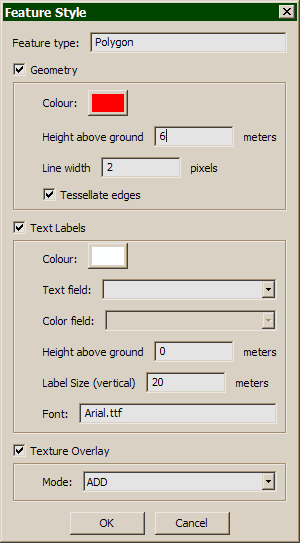 Feature Style
Feature type: Polygon
Geometry
Colour:
Height above ground 6 meters
Line width 2 pixels
Tessellate edges
Text Labels
Colour:
Text field:
Color field:
Height above ground 0 meters
Label Size (vertical) 20 meters
Font: Arial.ttf
Texture Overlay
Mode: ADD
OK Cancel